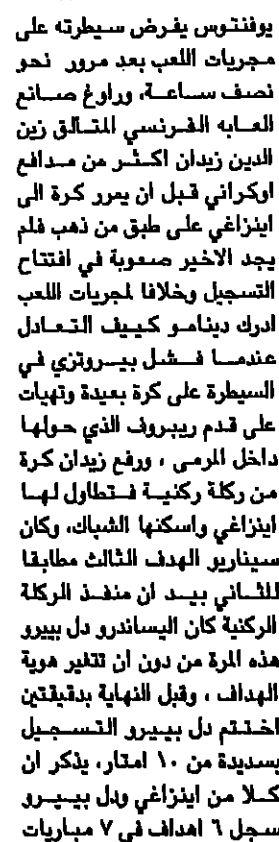 يوفنتوس يفرض سيطرته على
مجريات اللعب بعد مرور نحو
نصف ساعة، وراوغ صانع
العابه الفرنسي المتالق زين
الدين زيدان اكثر من مدافع
اوكراني قبل ان يمرر كرة الى
اينزاغي على طبق من ذهب فلم
يجد الاخير صعوبة في افتتاح
التسجيل وخلافا لمجريات اللعب
ادرك دينامو كييف التعادل
عندما فشل بيروتزي في
السيطرة على كرة بعيدة وتهيات
على قدم ريبروف الذي حولها
داخل المرمى ، ورفع زيدان كرة
من ركلة ركنية فتطاول لها
اينزاغي واسكنها الشباك، وكان
سيناريو الهدف الثالث مطابقا
للثاني بيد ان منفذ الركلة
الركنية كان اليساندرو دل بييرو
هذه المرة من دون ان تتغير هوية
الهداف ، وقبل النهاية بدقيقتين
اختتم دل بييرو التسجيل
بسديدة من ١٠ امتار، يذكر ان
كلا من اينزاغي ودل بييرو
سجل ٦ اهداف في ٧ مباريات